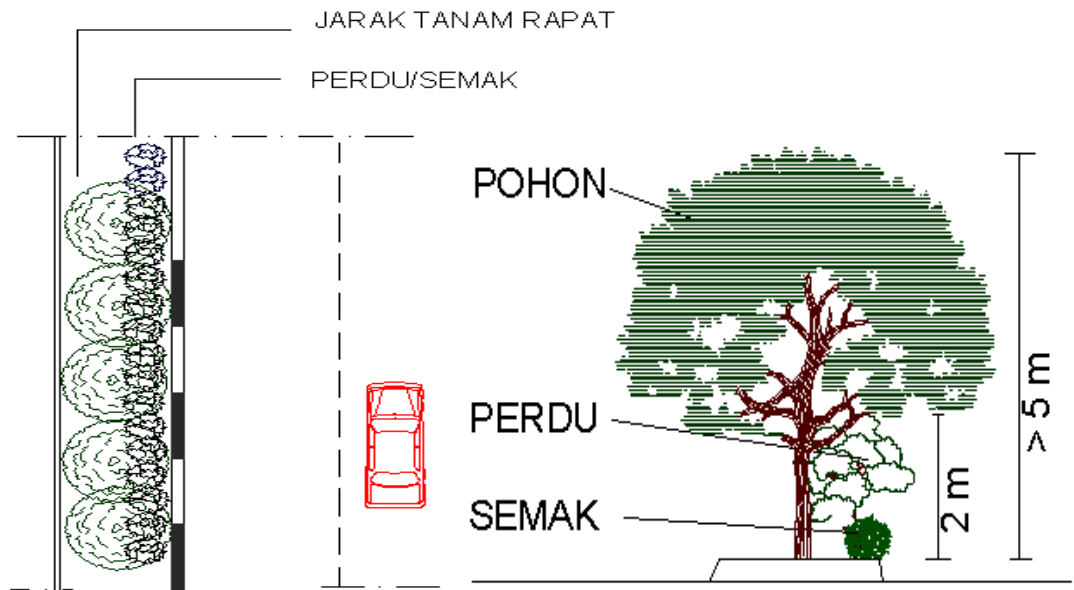 JARAK TANAM RAPAT
PERDU/SEMAK
POHON
PERDU
SEMAK
2 m
> 5 m